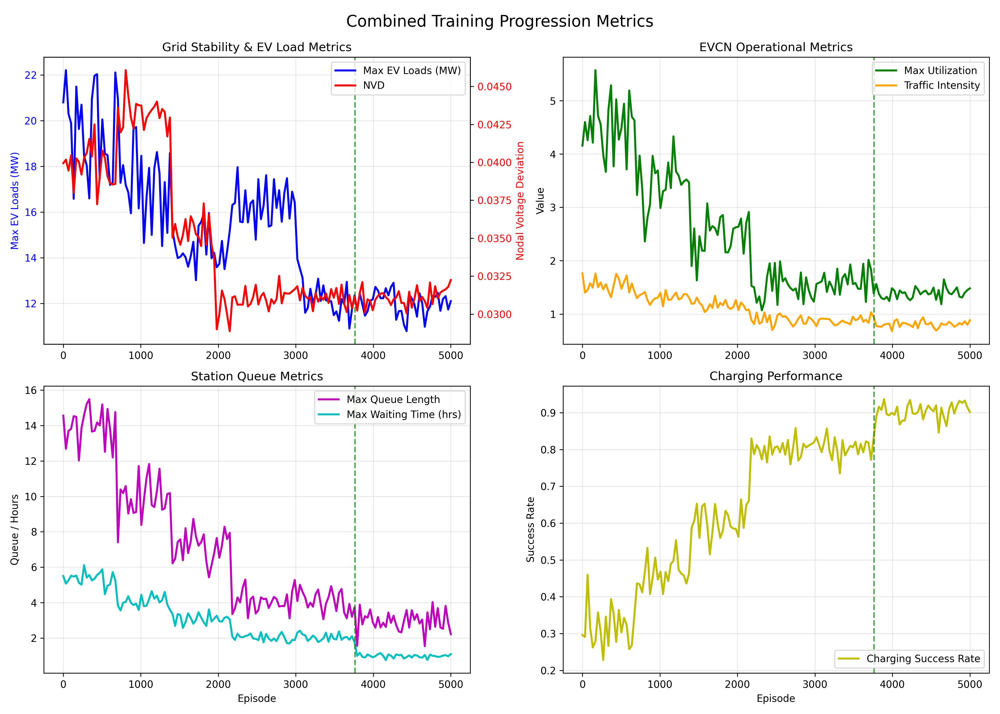 Combined Training Progression Metrics
Grid Stability & EV Load Metrics
Max EV Loads (MW)
NVD
22
20
18
16
14
12
Max EV Loads (MW)
0.0450
0.0425
0.0400
0.0375
0.0350
0.0325
0.0300
Nodal Voltage Deviation
0 1000 2000 3000 4000 5000
EVCN Operational Metrics
Max Utilization
Traffic Intensity
5
4
3
2
1
Value
0 1000 2000 3000 4000 5000
Station Queue Metrics
Max Queue Length
Max Waiting Time (hrs)
16
14
12
10
8
6
4
2
Queue / Hours
0 1000 2000 3000 4000 5000
Episode
Charging Performance
0.9
0.8
0.7
0.6
0.5
0.4
0.3
0.2
Success Rate
Charging Success Rate
0 1000 2000 3000 4000 5000
Episode